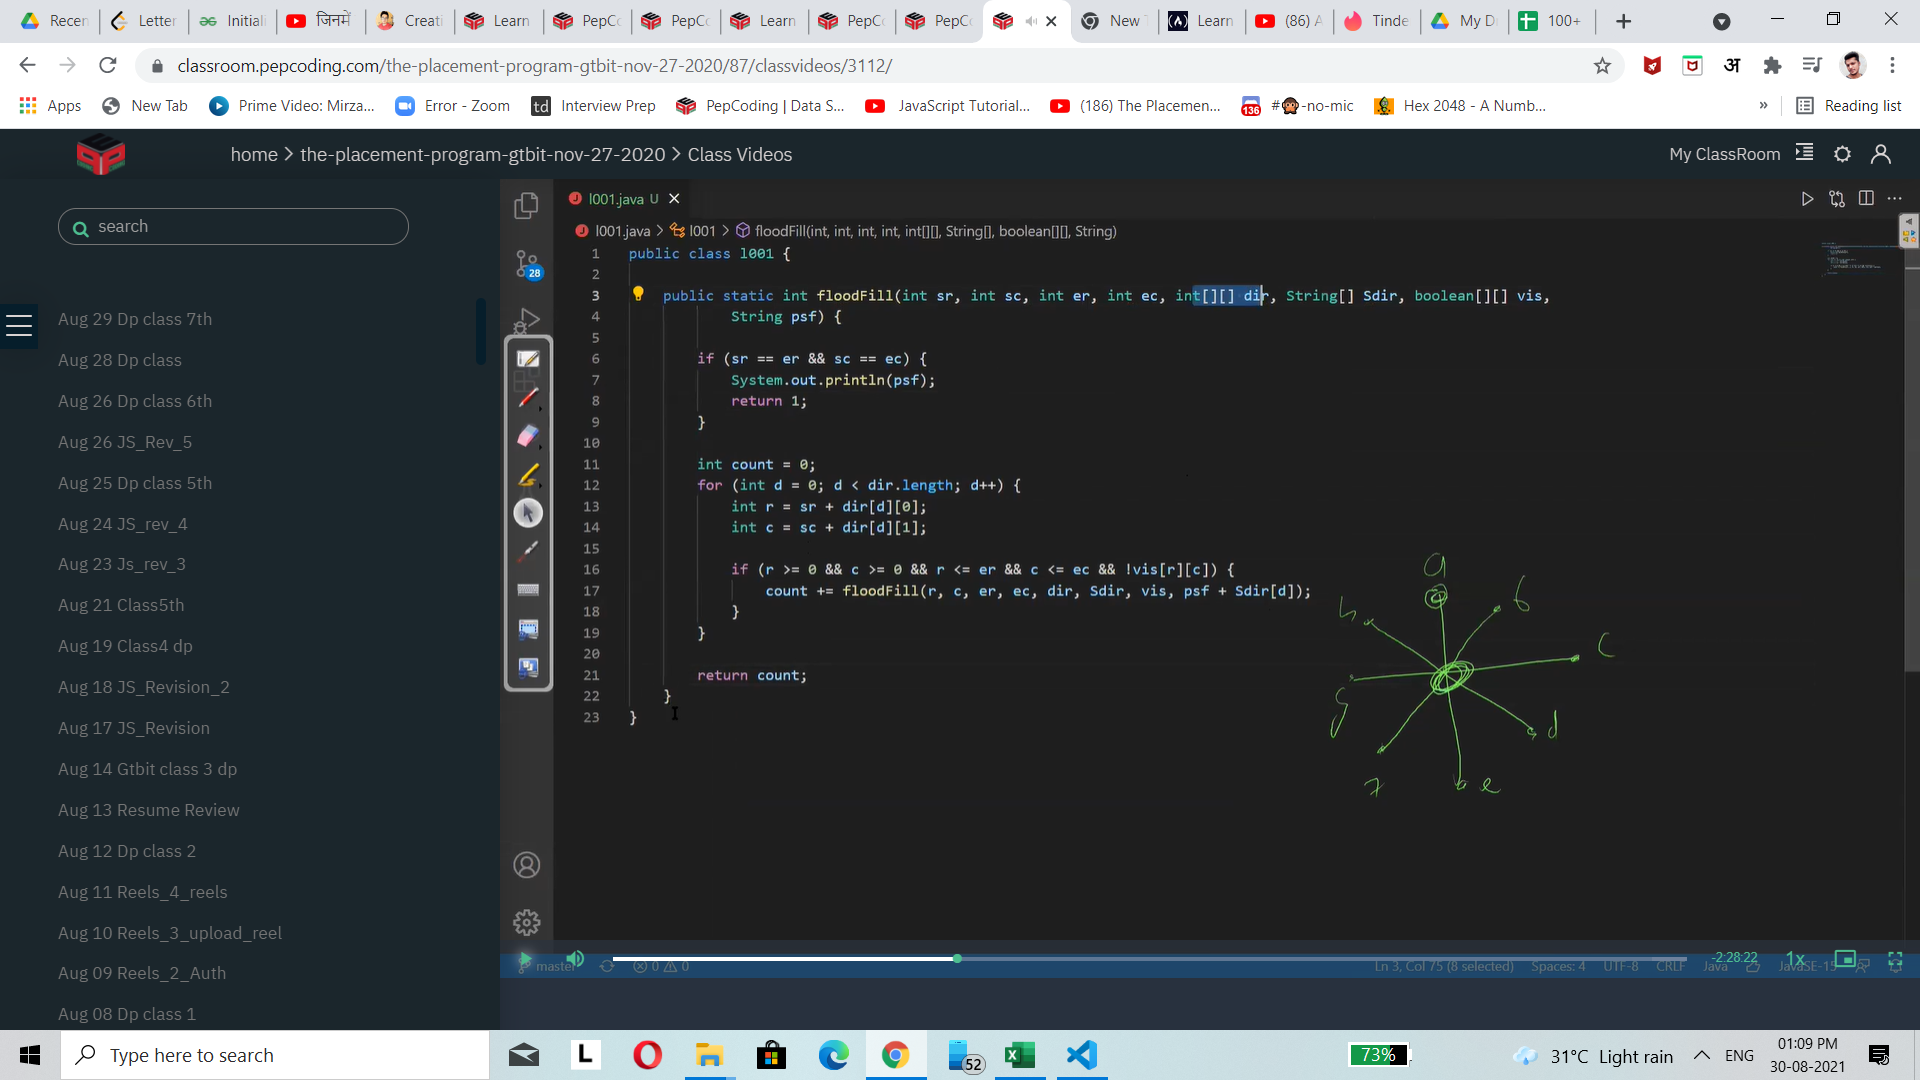 Recen
Letter
Initiali
जिनमें
Creati
Learn
PepCo
PepCo
Learn
PepCo
PepCo
New T
Learn
(86) A
Tinde
My D
100+
classroom.pepcoding.com/the-placement-program-gtbit-nov-27-2020/87/classvideos/3112/
अ
Apps
New Tab
Prime Video: Mirza...
Error - Zoom
td
Interview Prep
PepCoding | Data S...
JavaScript Tutorial...
(186) The Placemen...
136
#🙊-no-mic
Hex 2048 - A Numb...
»
Reading list
home > the-placement-program-gtbit-nov-27-2020 > Class Videos
My ClassRoom
search
Aug 29 Dp class 7th
Aug 28 Dp class
Aug 26 Dp class 6th
Aug 26 JS_Rev_5
Aug 25 Dp class 5th
Aug 24 JS_rev_4
Aug 23 Js_rev_3
Aug 21 Class5th
Aug 19 Class4 dp
Aug 18 JS_Revision_2
Aug 17 JS_Revision
Aug 14 Gtbit class 3 dp
Aug 13 Resume Review
Aug 12 Dp class 2
Aug 11 Reels_4_reels
Aug 10 Reels_3_upload_reel
Aug 09 Reels_2_Auth
Aug 08 Dp class 1
28
l001.java U
l001.java > l001 > floodFill(int, int, int, int, int[][], String[], boolean[][], String)
1 public class l001 {
2
3 public static int floodFill(int sr, int sc, int er, int ec, int[][] dir, String[] Sdir, boolean[][] vis,
4 String psf) {
5
6 if (sr == er && sc == ec) {
7 System.out.println(psf);
8 return 1;
9 }
10
11 int count = 0;
12 for (int d = 0; d < dir.length; d++) {
13 int r = sr + dir[d][0];
14 int c = sc + dir[d][1];
15
16 if (r >= 0 && c >= 0 && r <= er && c <= ec && !vis[r][c]) {
17 count += floodFill(r, c, er, ec, dir, Sdir, vis, psf + Sdir[d]);
18 }
19 }
20
21 return count;
22 }
23 }
a
b
h
c
g
d
f
e
-2:28:22
1x
master
0 0
Ln 3, Col 75 (8 selected)
Spaces: 4
UTF-8
CRLF
Java
JavaSE-15
Type here to search
L
52
73%
31°C Light rain
ENG
01:09 PM
30-08-2021